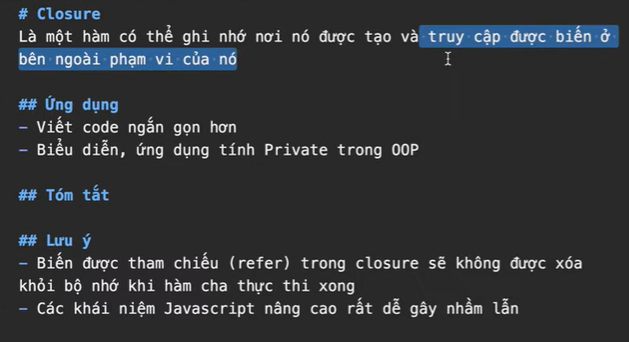 # Closure
Là một hàm có thể ghi nhớ nơi nó được tạo và truy cập được biến ở
bên ngoài phạm vi của nó
## Ứng dụng
- Viết code ngắn gọn hơn
- Biểu diễn, ứng dụng tính Private trong OOP
## Tóm tắt
## Lưu ý
- Biến được tham chiếu (refer) trong closure sẽ không được xóa
khỏi bộ nhớ khi hàm cha thực thi xong
- Các khái niệm Javascript nâng cao rất dễ gây nhầm lẫn